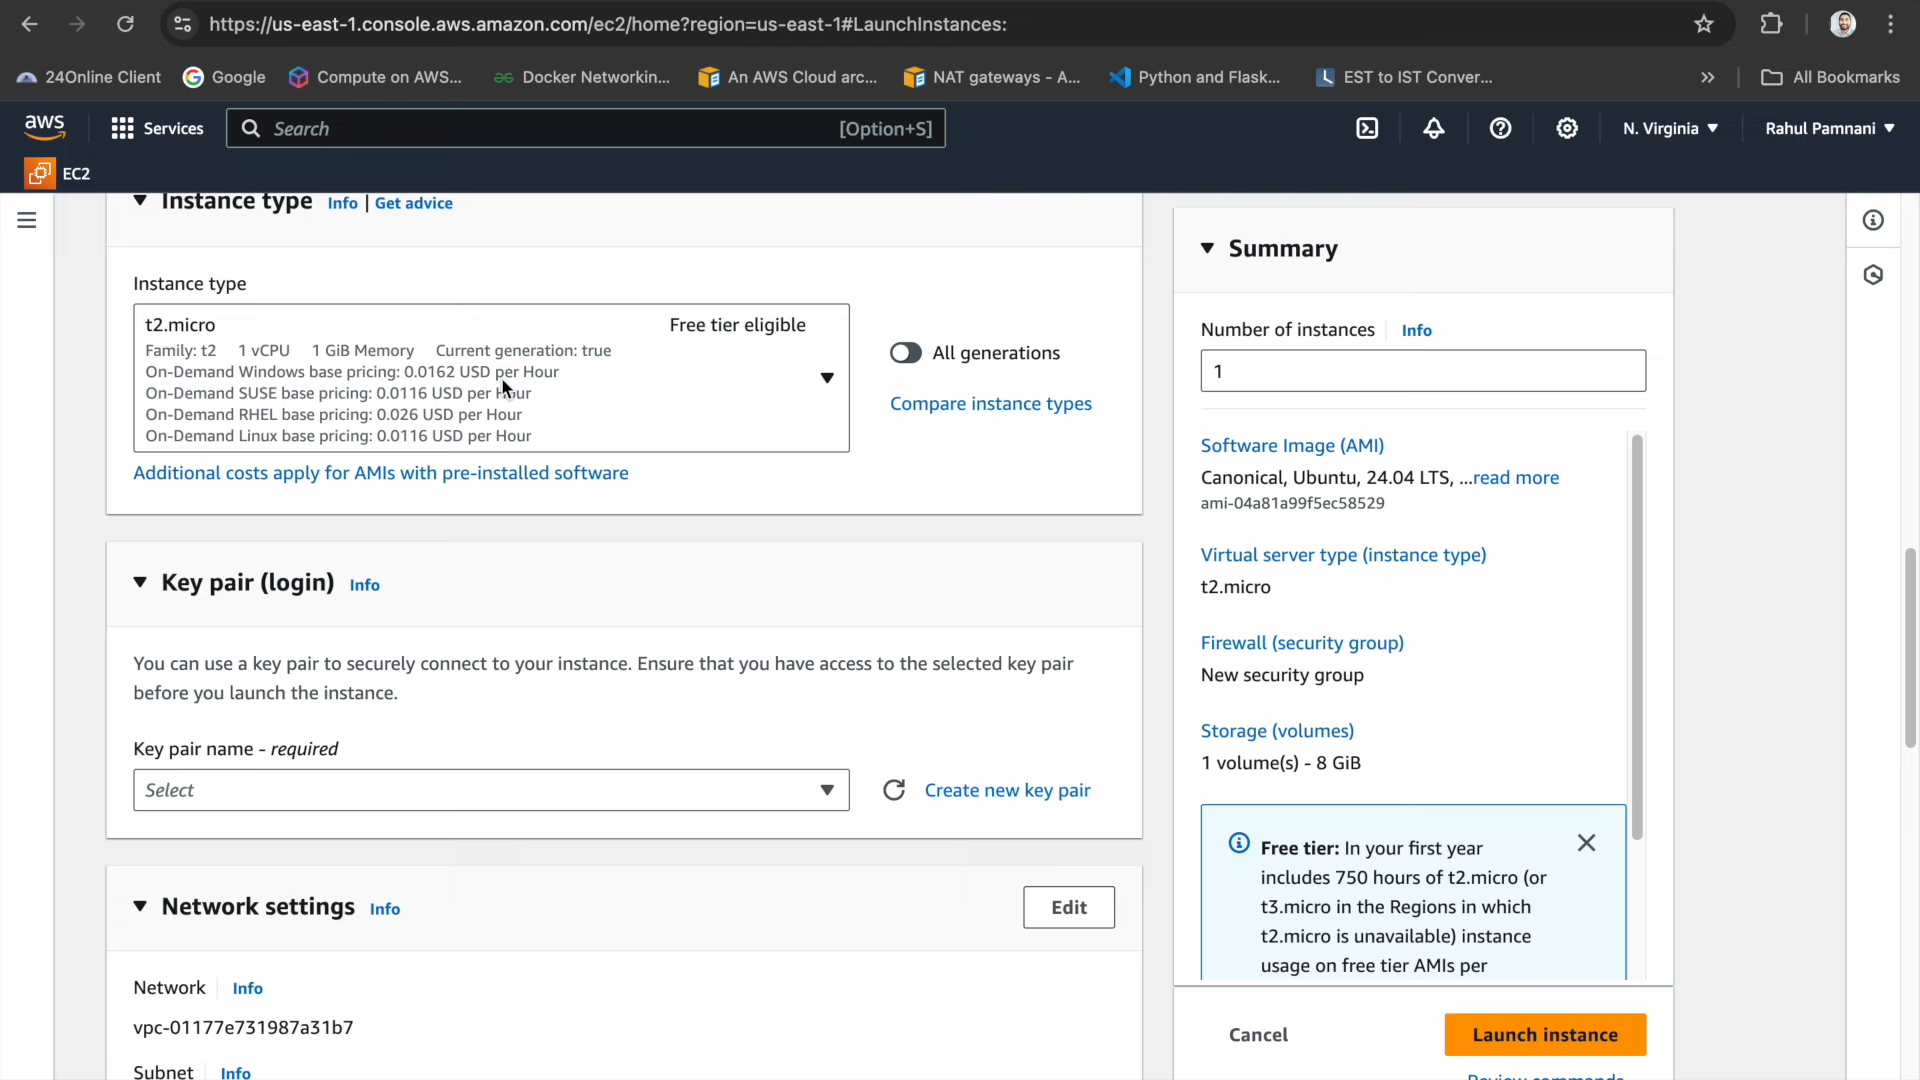 https://us-east-1.console.aws.amazon.com/ec2/home?region=us-east-1#LaunchInstances:
24Online Client
Google
Compute on AWS...
Docker Networkin...
An AWS Cloud arc...
NAT gateways - A...
Python and Flask...
EST to IST Conver...
»
All Bookmarks
aws
Services
Search
[Option+S]
N. Virginia
Rahul Pamnani
EC2
Instance type
Info | Get advice
Instance type
t2.micro
Free tier eligible
Family: t2 1 vCPU 1 GiB Memory Current generation: true
On-Demand Windows base pricing: 0.0162 USD per Hour
On-Demand SUSE base pricing: 0.0116 USD per Hour
On-Demand RHEL base pricing: 0.026 USD per Hour
On-Demand Linux base pricing: 0.0116 USD per Hour
All generations
Compare instance types
Additional costs apply for AMIs with pre-installed software
Key pair (login)
Info
You can use a key pair to securely connect to your instance. Ensure that you have access to the selected key pair
before you launch the instance.
Key pair name - required
Select
Create new key pair
Network settings
Info
Edit
Network
Info
vpc-01177e731987a31b7
Subnet
Info
Summary
Number of instances
Info
1
Software Image (AMI)
Canonical, Ubuntu, 24.04 LTS, ...read more
ami-04a81a99f5ec58529
Virtual server type (instance type)
t2.micro
Firewall (security group)
New security group
Storage (volumes)
1 volume(s) - 8 GiB
Free tier: In your first year
includes 750 hours of t2.micro (or
t3.micro in the Regions in which
t2.micro is unavailable) instance
usage on free tier AMIs per
Cancel
Launch instance
Review commands